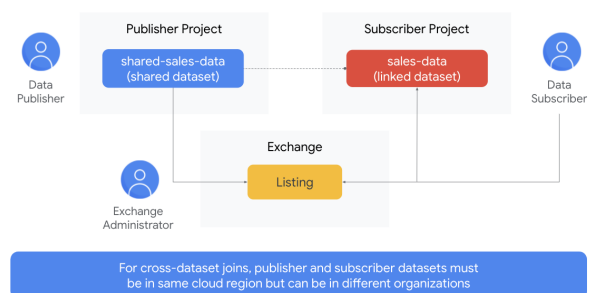 Publisher Project
Subscriber Project
shared-sales-data
(shared dataset)
sales-data
(linked dataset)
Data
Publisher
Data
Subscriber
Exchange
Listing
Exchange
Administrator
For cross-dataset joins, publisher and subscriber datasets must
be in same cloud region but can be in different organizations